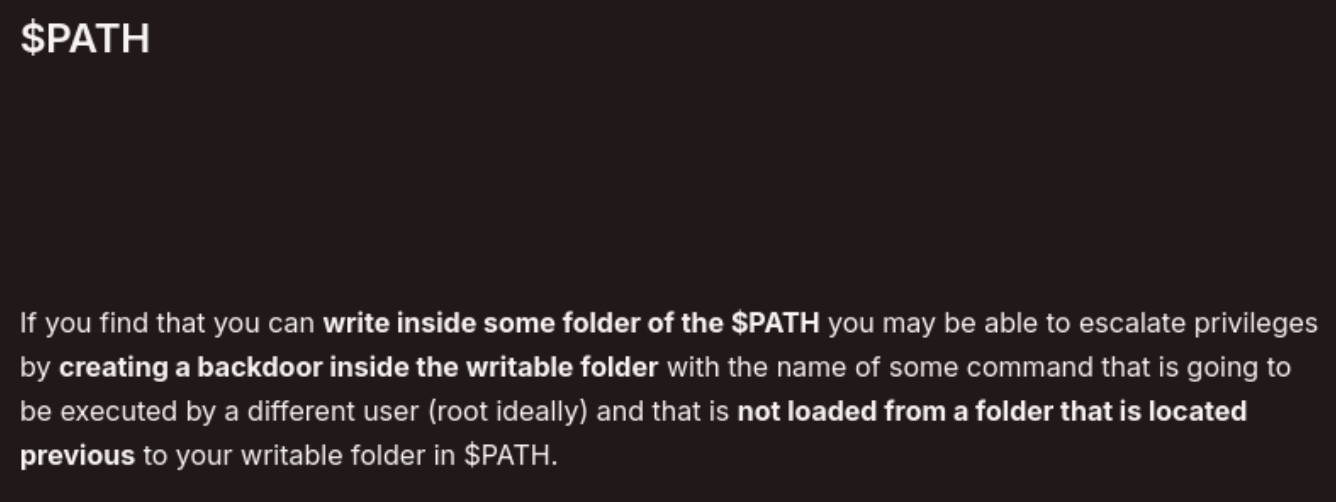 $PATH
If you find that you can write inside some folder of the $PATH you may be able to escalate privileges
by creating a backdoor inside the writable folder with the name of some command that is going to
be executed by a different user (root ideally) and that is not loaded from a folder that is located
previous to your writable folder in $PATH.